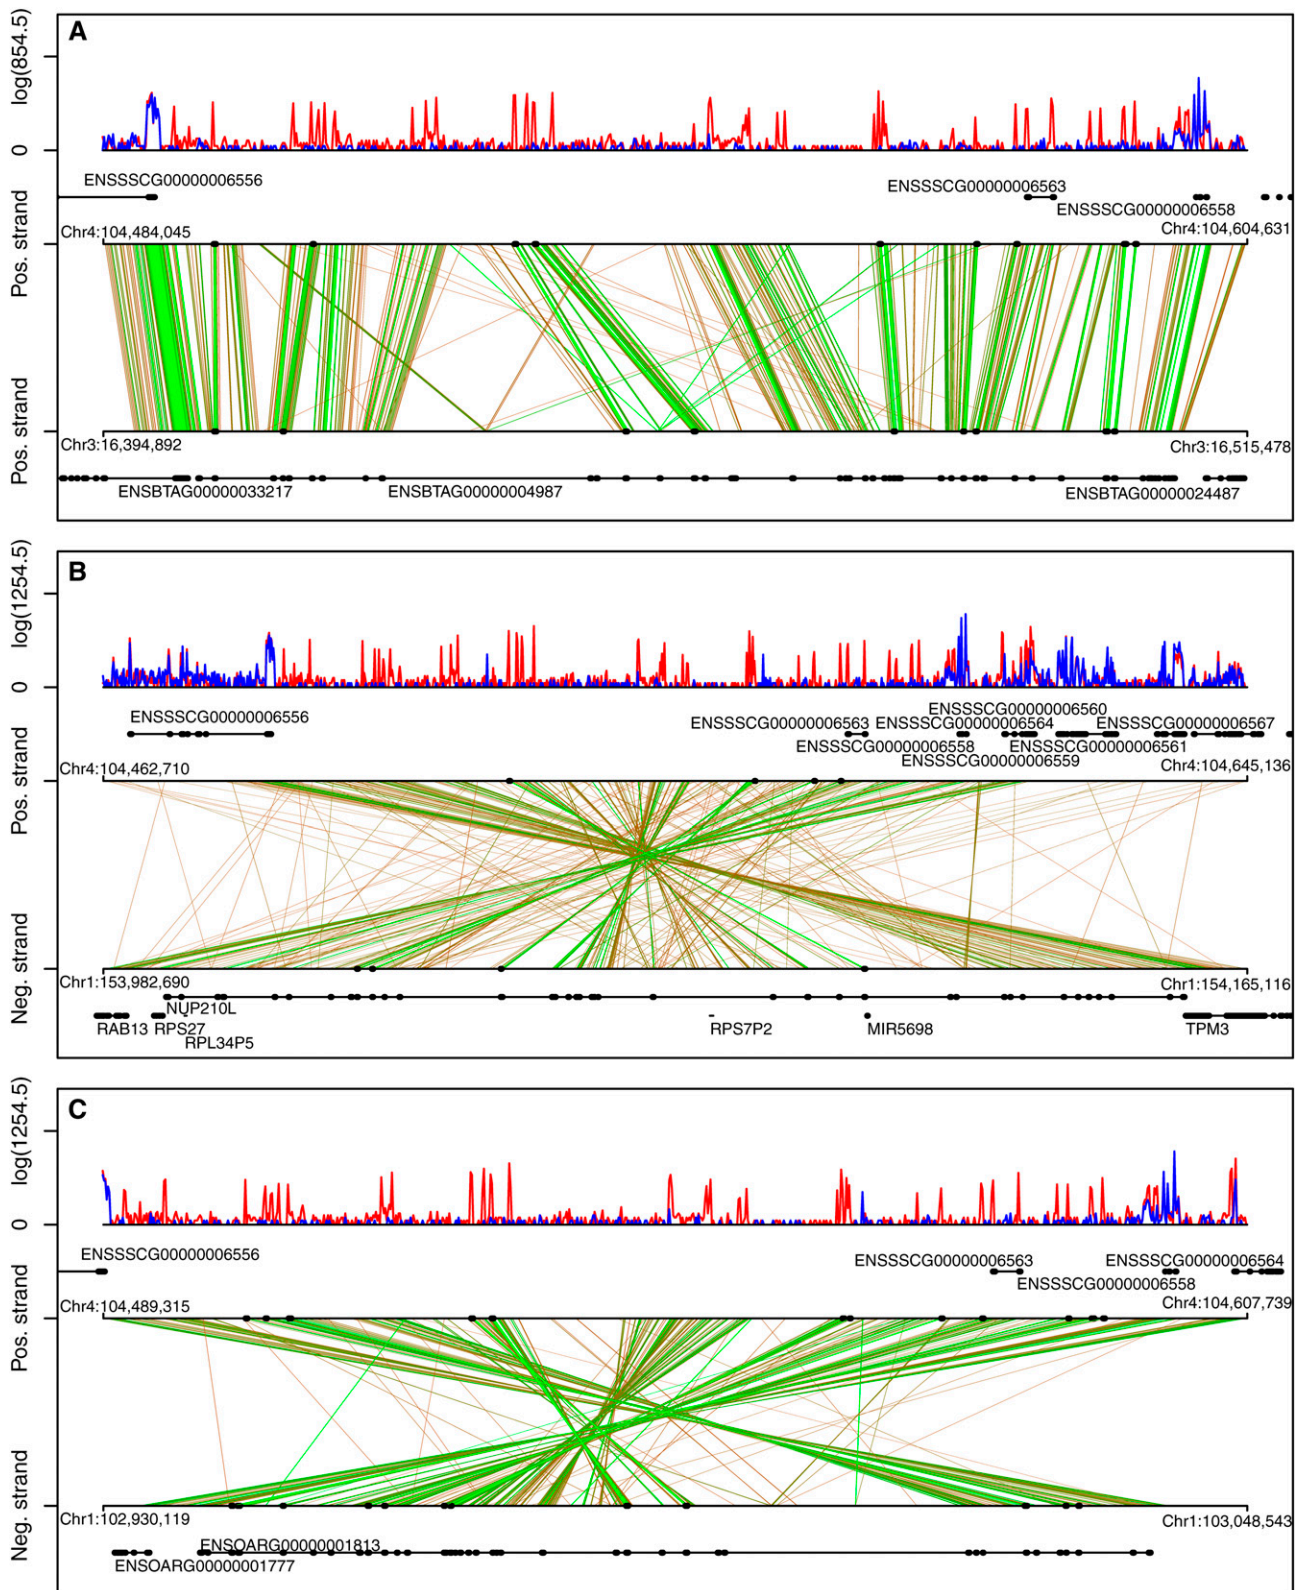 A
log(854.5)
0
ENSSSCG00000006556
ENSSSCG00000006563
ENSSSCG00000006558
Pos. strand
Chr4:104,484,045
Chr4:104,604,631
Pos. strand
Chr3:16,394,892
Chr3:16,515,478
ENSBTAG00000033217
ENSBTAG00000004987
ENSBTAG00000024487
B
log(1254.5)
0
ENSSSCG00000006560
ENSSSCG00000006556
ENSSSCG00000006563
ENSSSCG00000006564
ENSSSCG00000006567
ENSSSCG00000006558
ENSSSCG00000006561
ENSSSCG00000006559
Pos. strand
Chr4:104,462,710
Chr4:104,645,136
Neg. strand
Chr1:153,982,690
Chr1:154,165,116
NUP210L
RAB13
RPS27
RPS7P2
MIR5698
TPM3
RPL34P5
C
log(1254.5)
0
ENSSSCG00000006556
ENSSSCG00000006563
ENSSSCG00000006564
ENSSSCG00000006558
Pos. strand
Chr4:104,489,315
Chr4:104,607,739
Neg. strand
Chr1:102,930,119
Chr1:103,048,543
ENSOARG00000001813
ENSOARG00000001777